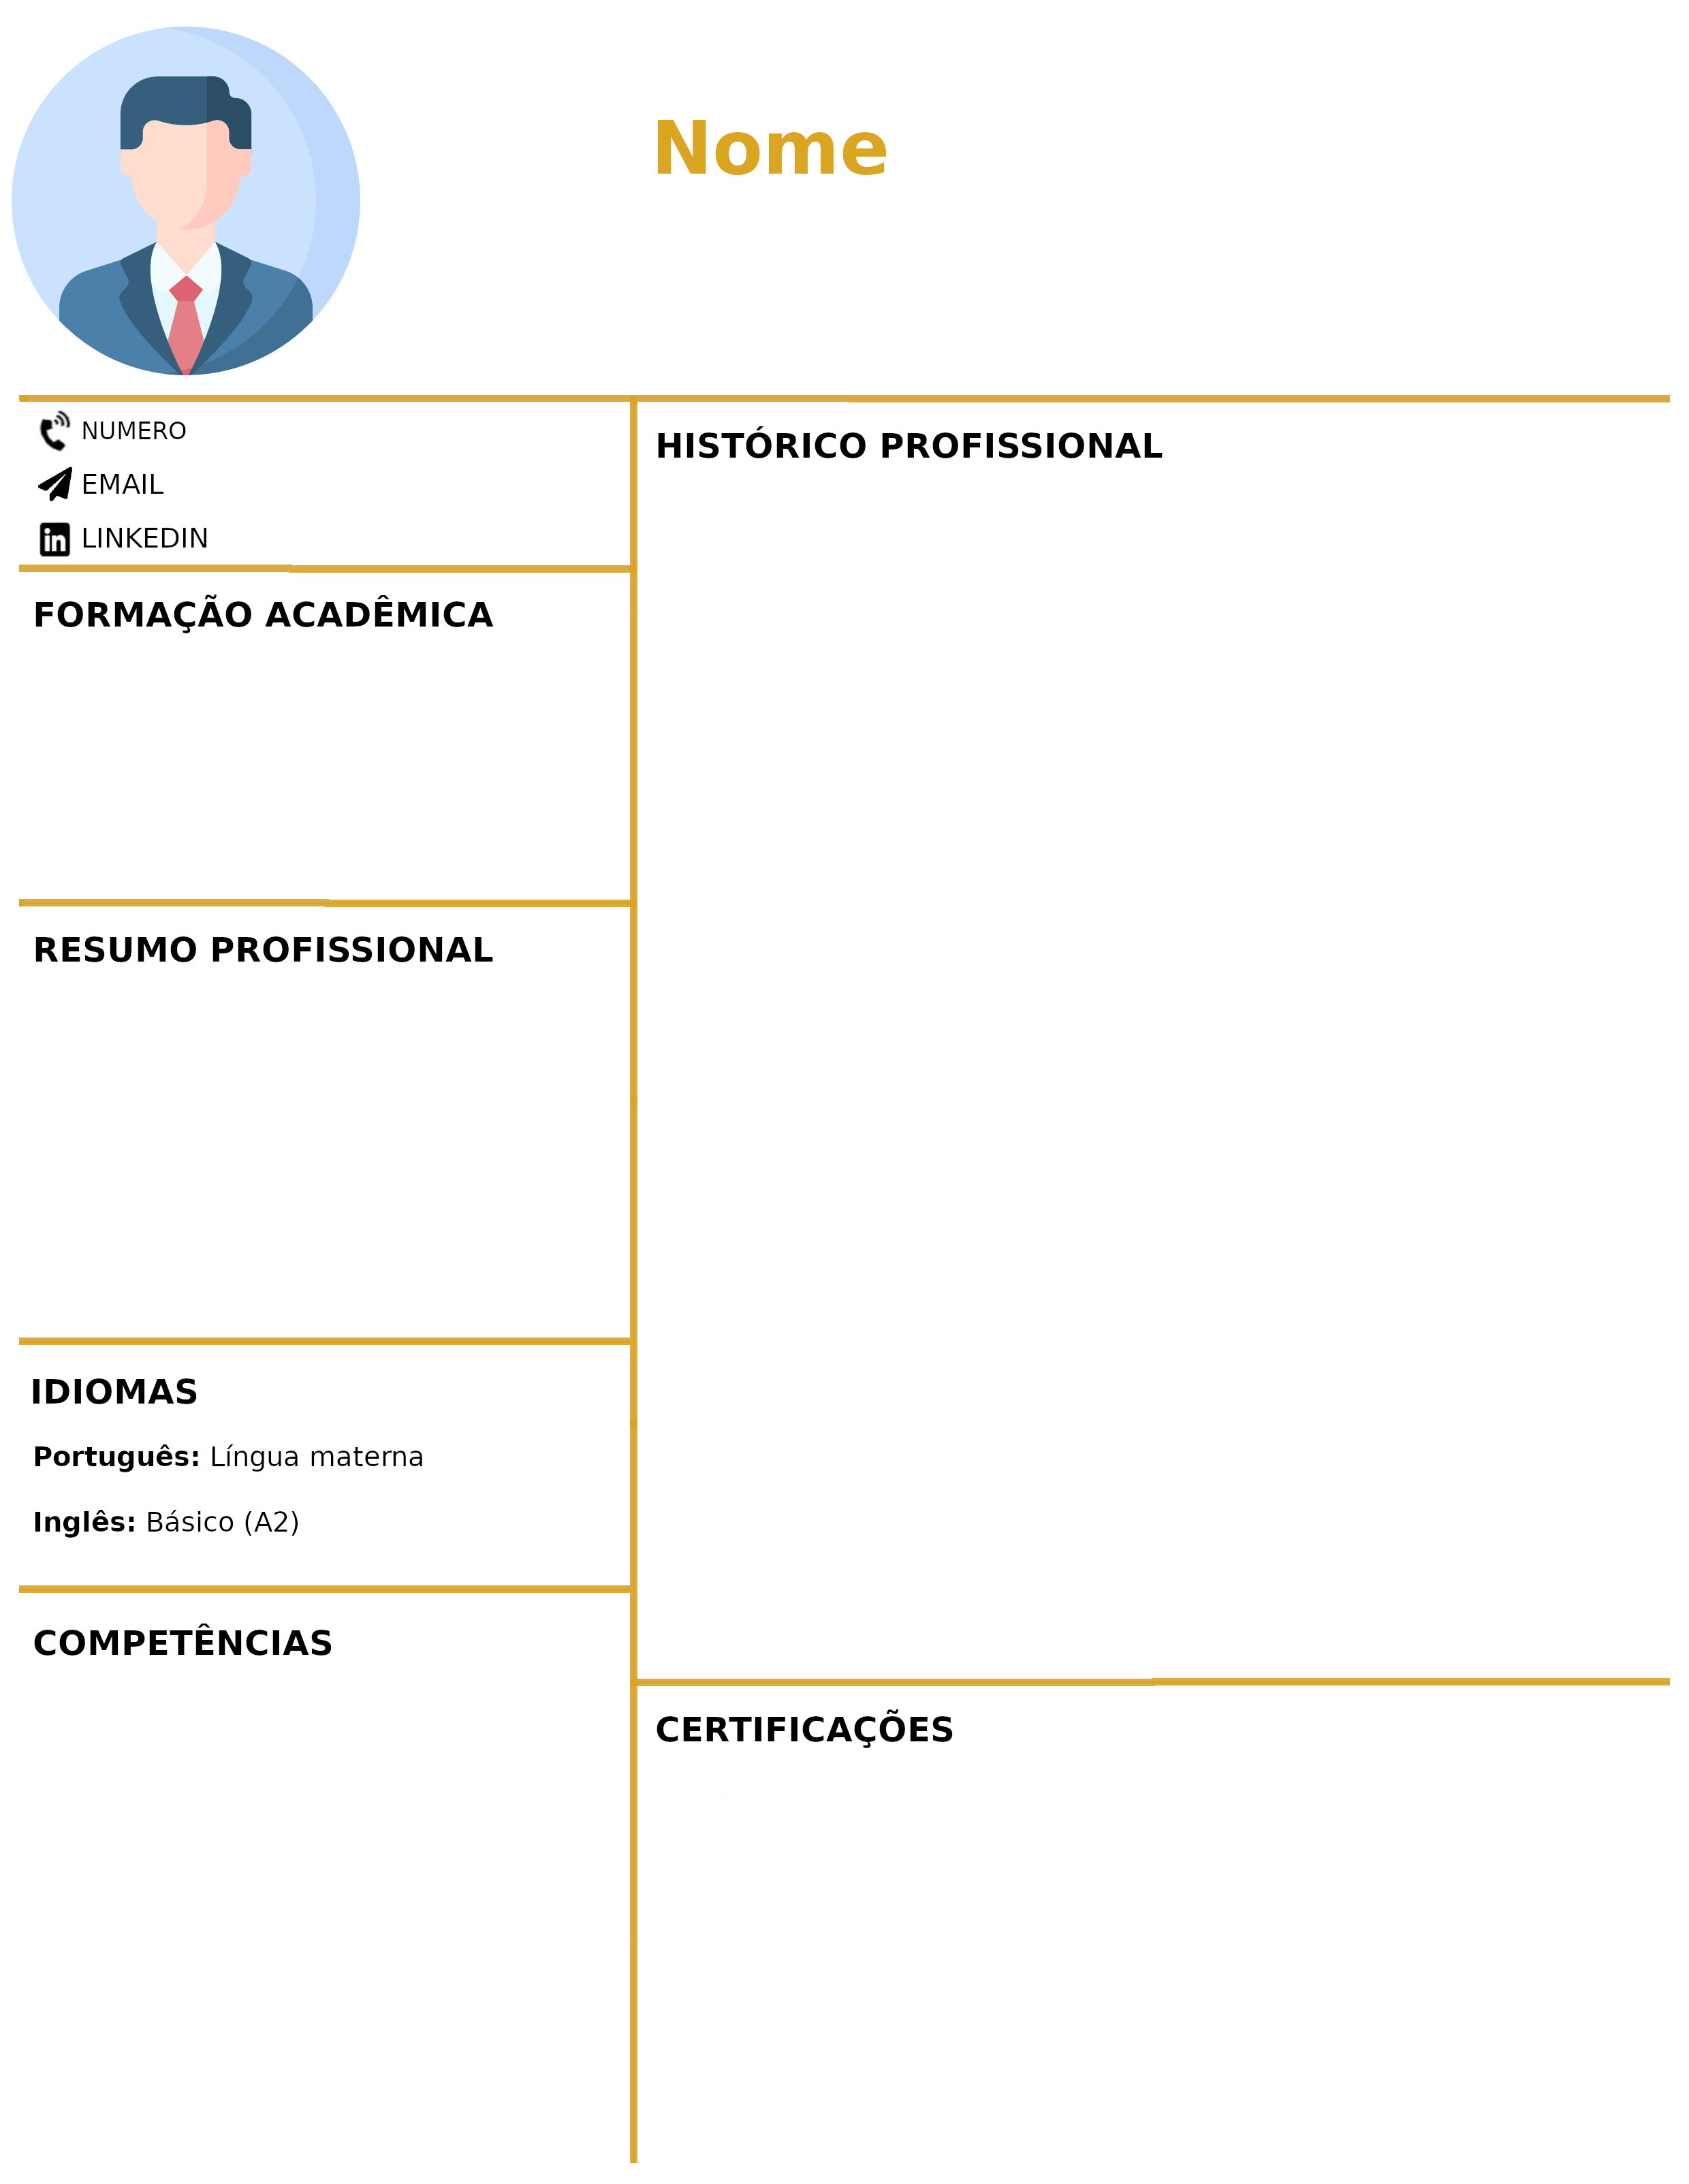 Nome
NUMERO
EMAIL
in LINKEDIN
FORMAÇÃO ACADÊMICA
RESUMO PROFISSIONAL
IDIOMAS
Português: Língua materna
Inglês: Básico (A2)
COMPETÊNCIAS
HISTÓRICO PROFISSIONAL
CERTIFICAÇÕES